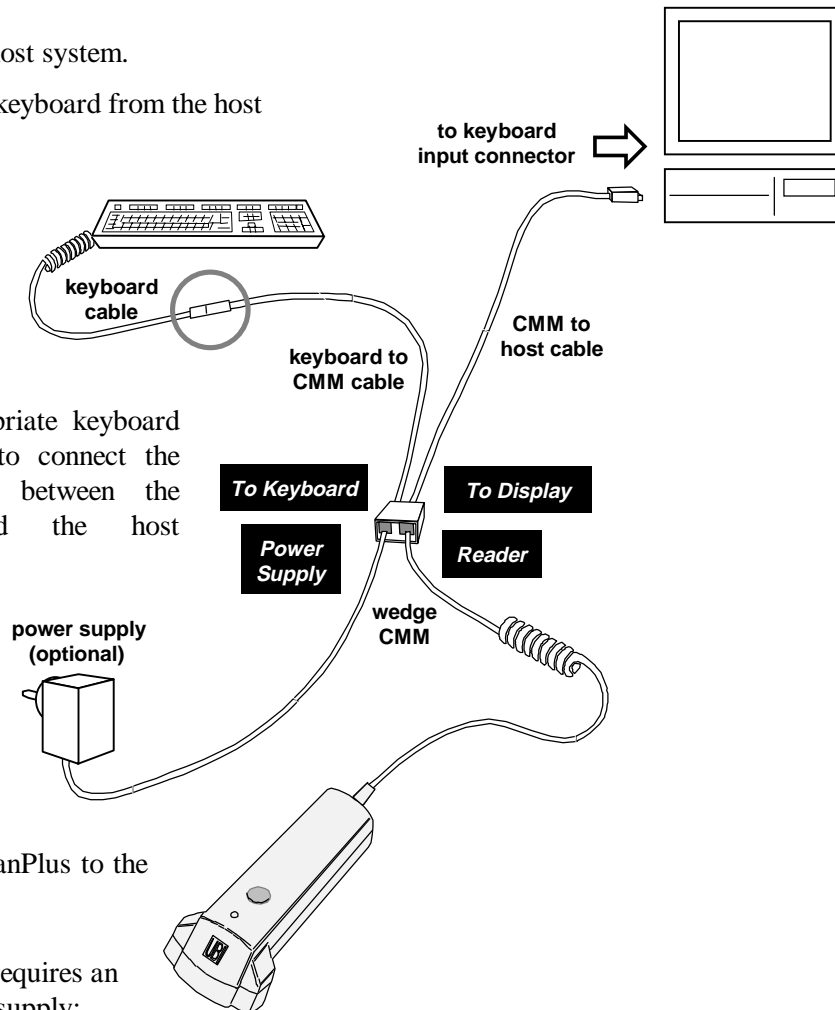 ost system.
keyboard from the host
to keyboard
input connector
keyboard
cable
keyboard to
CMM cable
CMM to
host cable
priate keyboard
to connect the
between the
d the host
To Keyboard
To Display
Power
Supply
Reader
wedge
CMM
power supply
(optional)
anPlus to the
UBI
equires an
supply: